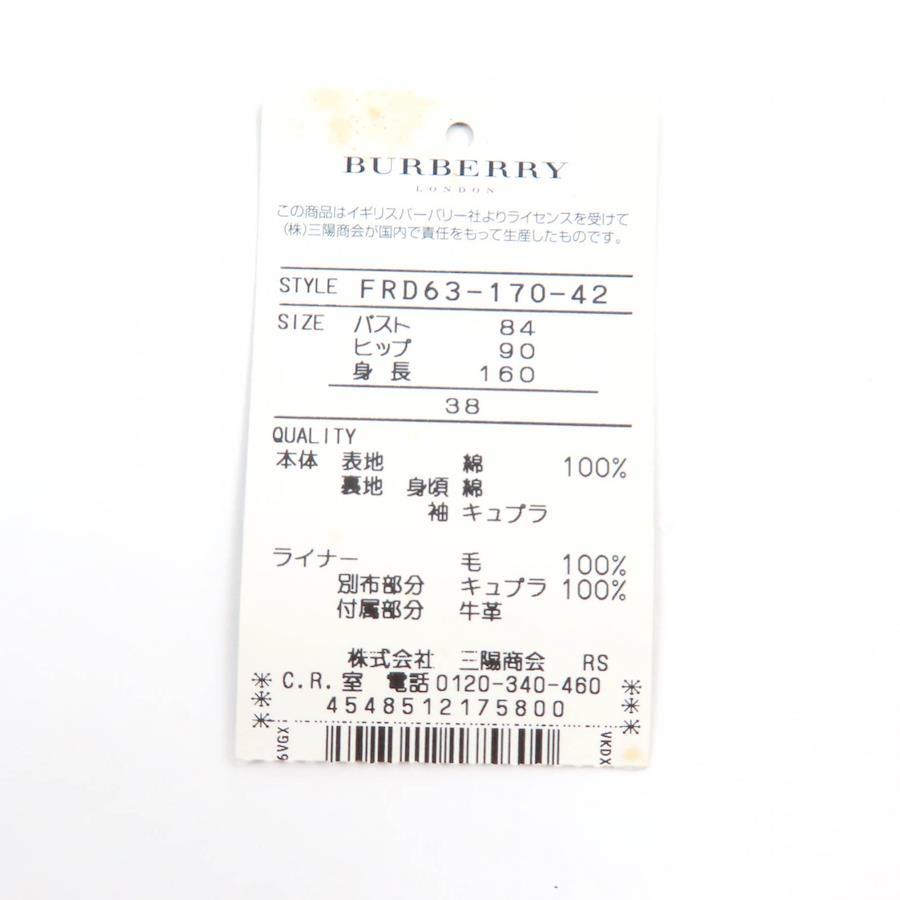 BURBERRY
LONDON
この商品はイギリスバーバリー社よりライセンスを受けて
(株)三陽商会が国内で責任をもって生産したものです。
STYLE FRD63-170-42
SIZE バスト 84
ヒップ 90
身長 160
38
QUALITY
本体 表地 綿 100%
裏地 身頃 綿
袖 キュプラ
ライナー 毛 100%
別布部分 キュプラ 100%
付属部分 牛革
株式会社 三陽商会 RS
C.R.室 電話0120-340-460
4548512175800
6VGX
VKDX